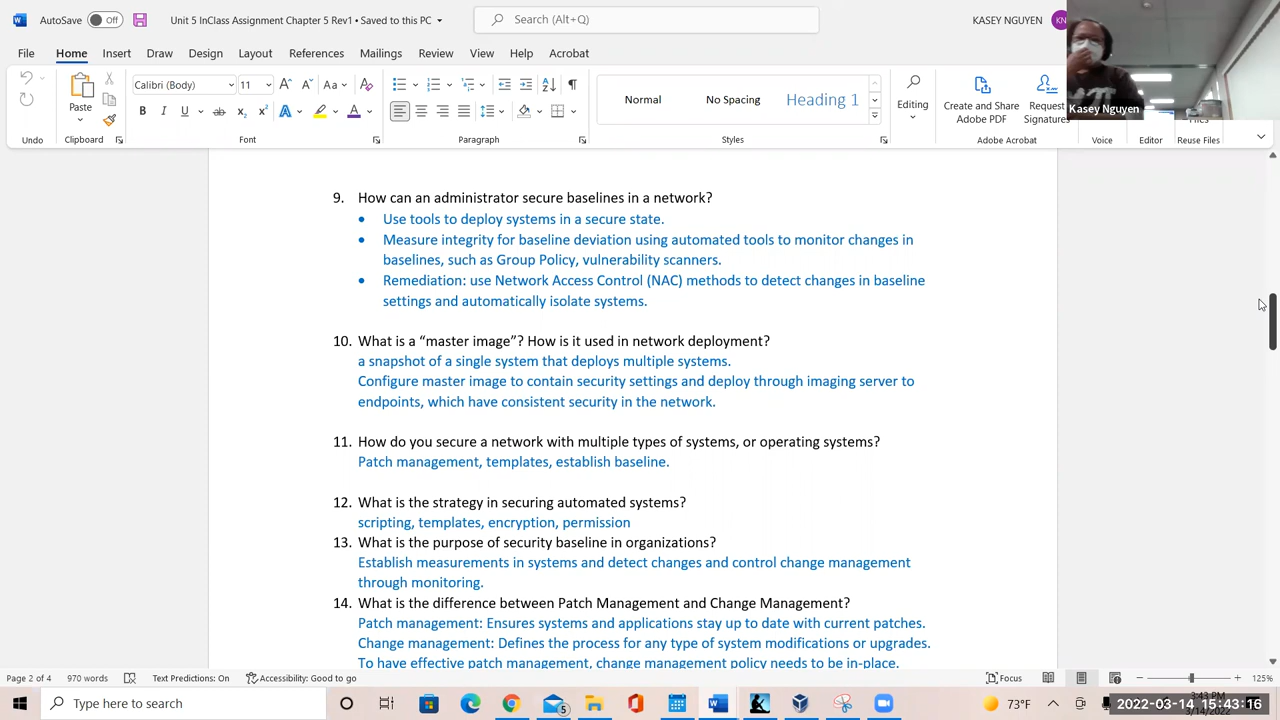 AutoSave Off Unit 5 InClass Assignment Chapter 5 Rev1 • Saved to this PC Search (Alt+Q) KASEY NGUYEN KN
File Home Insert Draw Design Layout References Mailings Review View Help Acrobat
Paste Calibri (Body) 11 Normal No Spacing Heading 1 Editing Create and Share Adobe PDF Request Signatures Kasey Nguyen
Undo Clipboard Font Paragraph Styles Adobe Acrobat Voice Editor Reuse Files
9. How can an administrator secure baselines in a network?
• Use tools to deploy systems in a secure state.
• Measure integrity for baseline deviation using automated tools to monitor changes in
baselines, such as Group Policy, vulnerability scanners.
• Remediation: use Network Access Control (NAC) methods to detect changes in baseline
settings and automatically isolate systems.
10. What is a “master image”? How is it used in network deployment?
a snapshot of a single system that deploys multiple systems.
Configure master image to contain security settings and deploy through imaging server to
endpoints, which have consistent security in the network.
11. How do you secure a network with multiple types of systems, or operating systems?
Patch management, templates, establish baseline.
12. What is the strategy in securing automated systems?
scripting, templates, encryption, permission
13. What is the purpose of security baseline in organizations?
Establish measurements in systems and detect changes and control change management
through monitoring.
14. What is the difference between Patch Management and Change Management?
Patch management: Ensures systems and applications stay up to date with current patches.
Change management: Defines the process for any type of system modifications or upgrades.
To have effective patch management, change management policy needs to be in-place.
Page 2 of 4 970 words Text Predictions: On Accessibility: Good to go Focus 125%
Type here to search 5 73°F 3:43 PM
2022-03-14 15:43:16